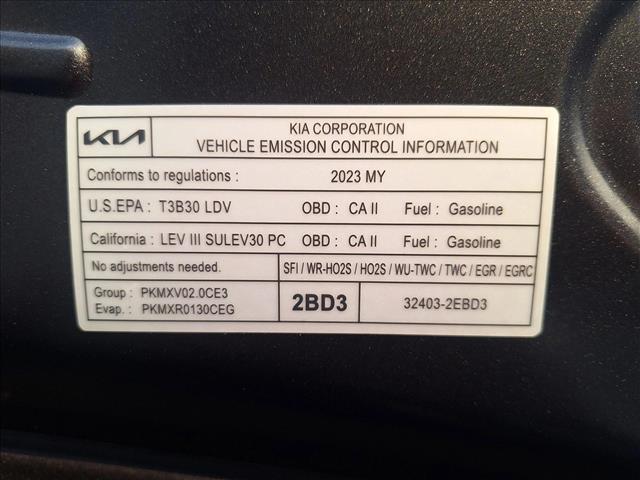 KIA
KIA CORPORATION
VEHICLE EMISSION CONTROL INFORMATION
Conforms to regulations : 2023 MY
U.S.EPA : T3B30 LDV OBD : CA II Fuel : Gasoline
California : LEV III SULEV30 PC OBD : CA II Fuel : Gasoline
No adjustments needed. SFI / WR-HO2S / HO2S / WU-TWC / TWC / EGR / EGRC
Group : PKMXV02.0CE3
Evap. : PKMXR0130CEG
2BD3
32403-2EBD3